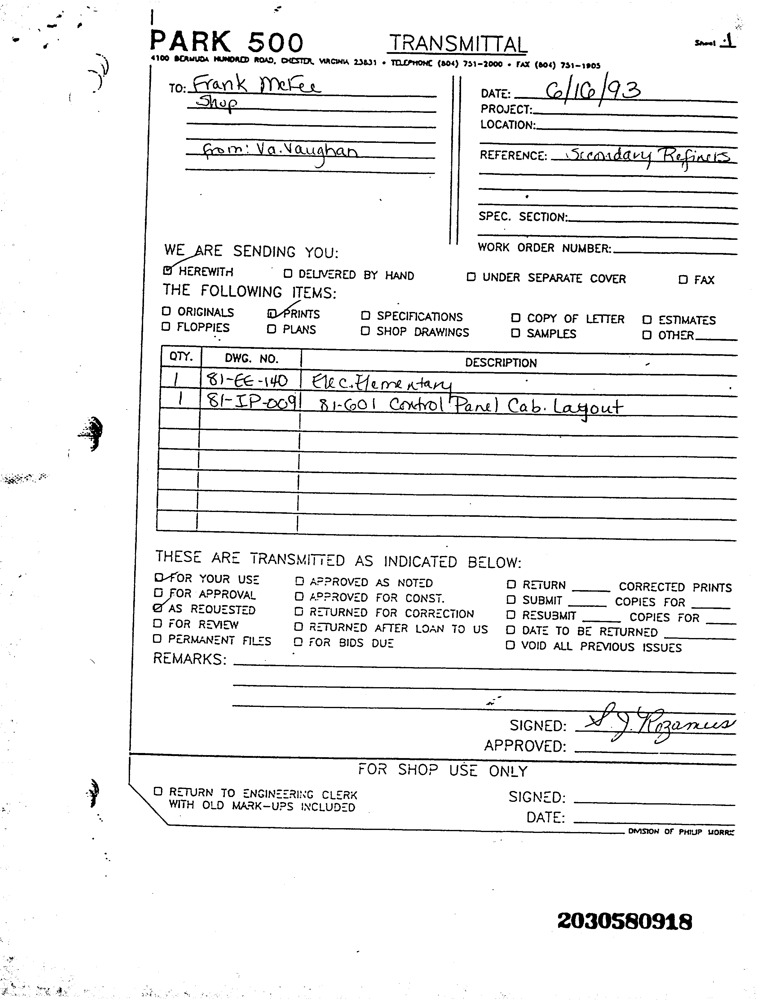 PARK 500 TRANSMITTAL Sheet 1
4100 BERMUDA HUNDRED ROAD, CHESTER, VIRGINIA 23831 • TELEPHONE (804) 751-2000 • FAX (804) 751-1905
TO: Frank McFee
Shop
from: Va. Vaughan
DATE: 6/16/93
PROJECT:
LOCATION:
REFERENCE: Secondary Refiners
SPEC. SECTION:
WORK ORDER NUMBER:
WE ARE SENDING YOU:
HEREWITH DELIVERED BY HAND UNDER SEPARATE COVER FAX
THE FOLLOWING ITEMS:
ORIGINALS PRINTS SPECIFICATIONS COPY OF LETTER ESTIMATES
FLOPPIES PLANS SHOP DRAWINGS SAMPLES OTHER
QTY. DWG. NO. DESCRIPTION
1 81-EE-140 Elec. Elementary
1 81-IP-009 81-G01 Control Panel Cab. Layout
THESE ARE TRANSMITTED AS INDICATED BELOW:
FOR YOUR USE APPROVED AS NOTED RETURN ____ CORRECTED PRINTS
FOR APPROVAL APPROVED FOR CONST. SUBMIT ____ COPIES FOR ____
AS REQUESTED RETURNED FOR CORRECTION RESUBMIT ____ COPIES FOR ____
FOR REVIEW RETURNED AFTER LOAN TO US DATE TO BE RETURNED ____
PERMANENT FILES FOR BIDS DUE VOID ALL PREVIOUS ISSUES
REMARKS:
SIGNED: S. J. Rozamus
APPROVED:
FOR SHOP USE ONLY
RETURN TO ENGINEERING CLERK
WITH OLD MARK-UPS INCLUDED
SIGNED:
DATE:
DIVISION OF PHILIP MORRIS
2030580918